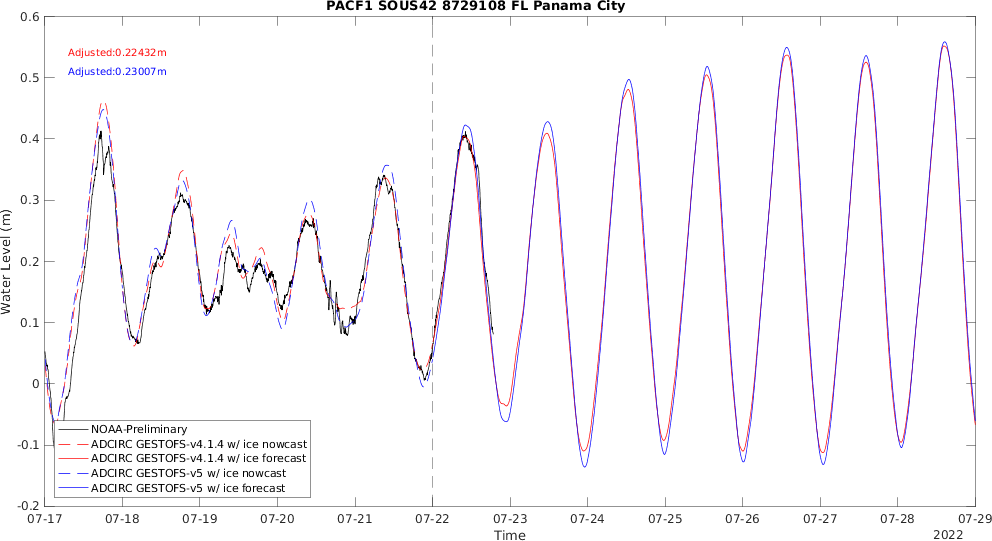 PACF1 SOUS42 8729108 FL Panama City
0.6
Adjusted:0.22432m
Adjusted:0.23007m
0.5
0.4
0.3
0.2
0.1
0
-0.1
-0.2
Water Level (m)
NOAA-Preliminary
ADCIRC GESTOFS-v4.1.4 w/ ice nowcast
ADCIRC GESTOFS-v4.1.4 w/ ice forecast
ADCIRC GESTOFS-v5 w/ ice nowcast
ADCIRC GESTOFS-v5 w/ ice forecast
07-17 07-18 07-19 07-20 07-21 07-22 07-23 07-24 07-25 07-26 07-27 07-28 07-29
Time
2022